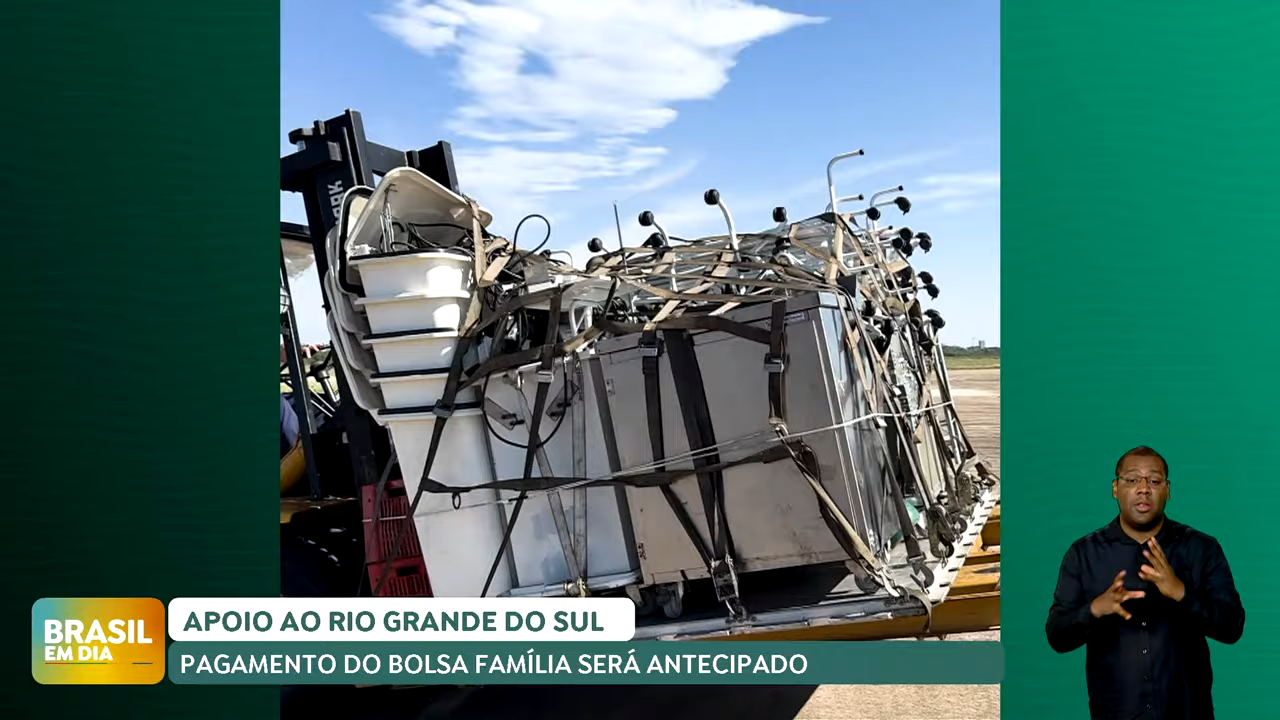 BRASIL
EM DIA
APOIO AO RIO GRANDE DO SUL
PAGAMENTO DO BOLSA FAMÍLIA SERÁ ANTECIPADO